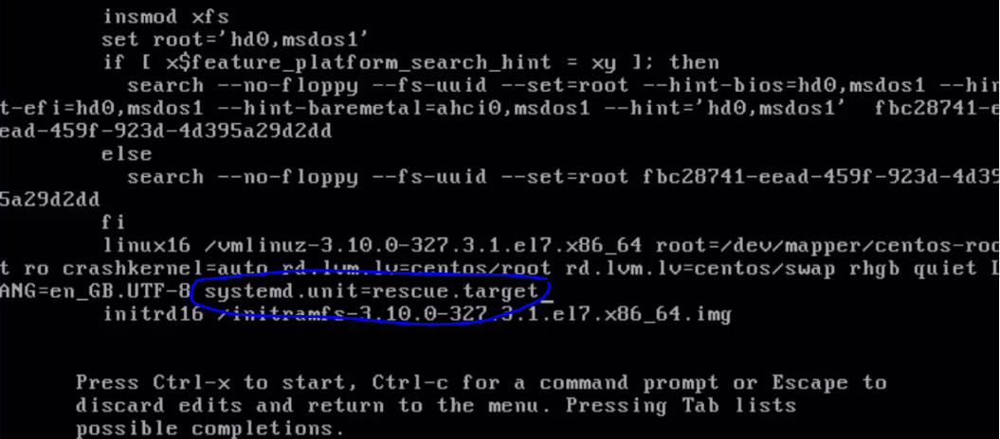 insmod xfs
set root='hd0,msdos1'
if [ x$feature_platform_search_hint = xy ]; then
search --no-floppy --fs-uuid --set=root --hint-bios=hd0,msdos1 --hin
t-efi=hd0,msdos1 --hint-baremetal=ahci0,msdos1 --hint='hd0,msdos1' fbc28741-e
ead-459f-923d-4d395a29d2dd
else
search --no-floppy --fs-uuid --set=root fbc28741-eead-459f-923d-4d39
5a29d2dd
fi
linux16 /vmlinuz-3.10.0-327.3.1.el7.x86_64 root=/dev/mapper/centos-roo
t ro crashkernel=auto rd.lvm.lv=centos/root rd.lvm.lv=centos/swap rhgb quiet L
ANG=en_GB.UTF-8 systemd.unit=rescue.target_
initrd16 /initramfs-3.10.0-327.3.1.el7.x86_64.img
Press Ctrl-x to start, Ctrl-c for a command prompt or Escape to
discard edits and return to the menu. Pressing Tab lists
possible completions.